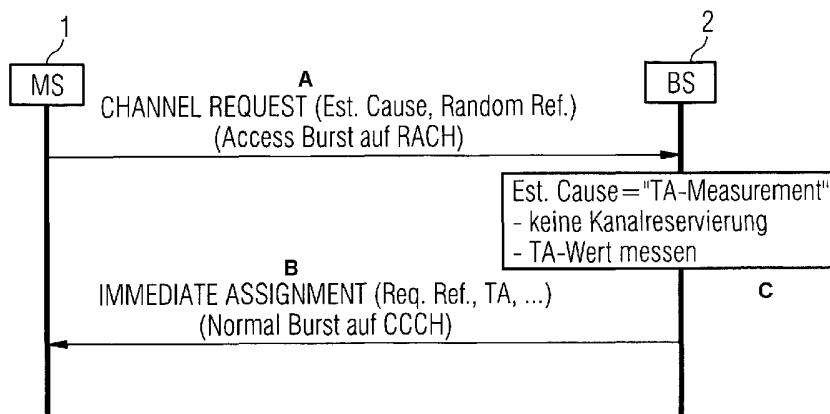 1
2
MS
BS
A
CHANNEL REQUEST (Est. Cause, Random Ref.)
(Access Burst auf RACH)
Est. Cause="TA-Measurement"
- keine Kanalreservierung
- TA-Wert messen
B
IMMEDIATE ASSIGNMENT (Req. Ref., TA, ...)
C
(Normal Burst auf CCCH)